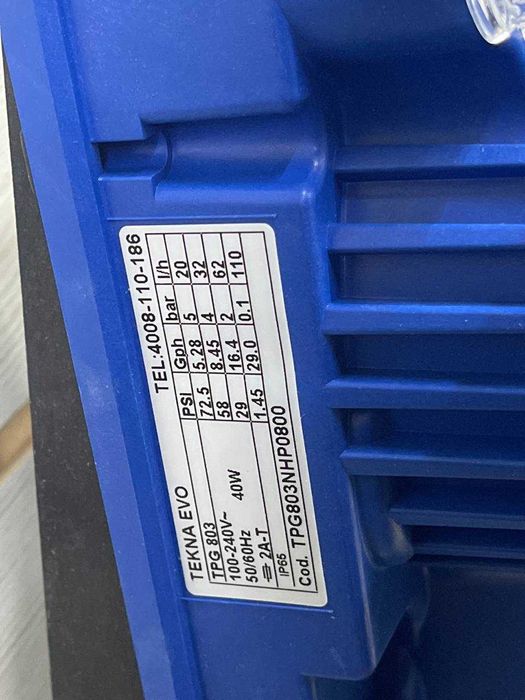 TEKNA EVO TEL:4008-110-186
TPG 803 PSI Gph bar l/h
100-240V~ 72.5 5.28 5 20
50/60Hz 40W 58 8.45 4 32
2A-T 29 16.4 2 62
IP65 1.45 29.0 0.1 110
Cod. TPG803NHP0800